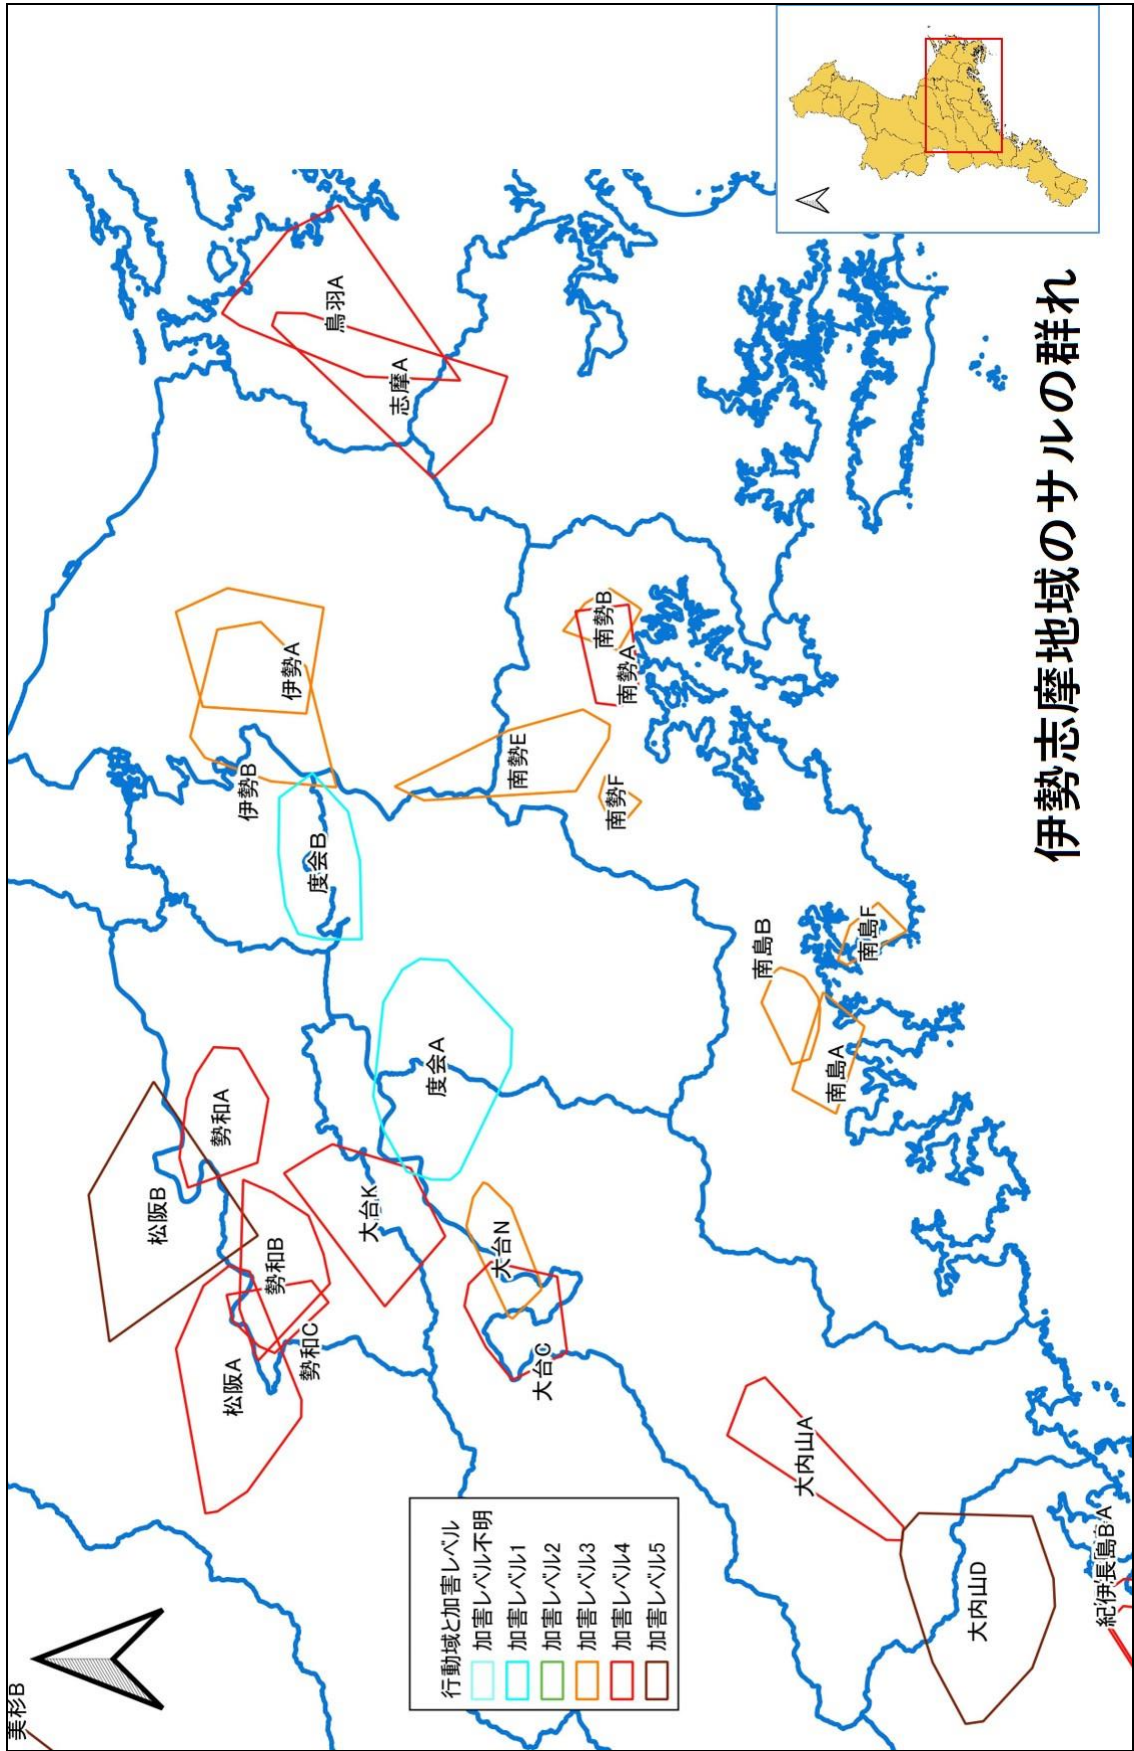 伊勢志摩地域のサルの群れ
美杉B
松阪B
松阪A
勢和A
勢和B
勢和C
伊勢A
伊勢B
度会B
度会A
鳥羽A
志摩A
大台K
大台N
大台C
南勢E
南勢F
南勢A
南勢B
南島B
南島A
南島F
大内山A
大内山D
紀伊長島B
A
行動域と加害レベル
加害レベル不明
加害レベル1
加害レベル2
加害レベル3
加害レベル4
加害レベル5